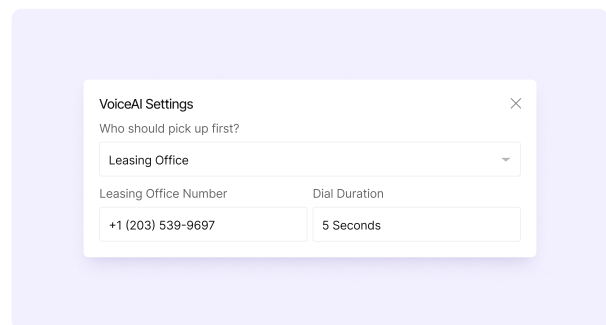 VoiceAI Settings
Who should pick up first?
Leasing Office
Leasing Office Number Dial Duration
+1 (203) 539-9697 5 Seconds